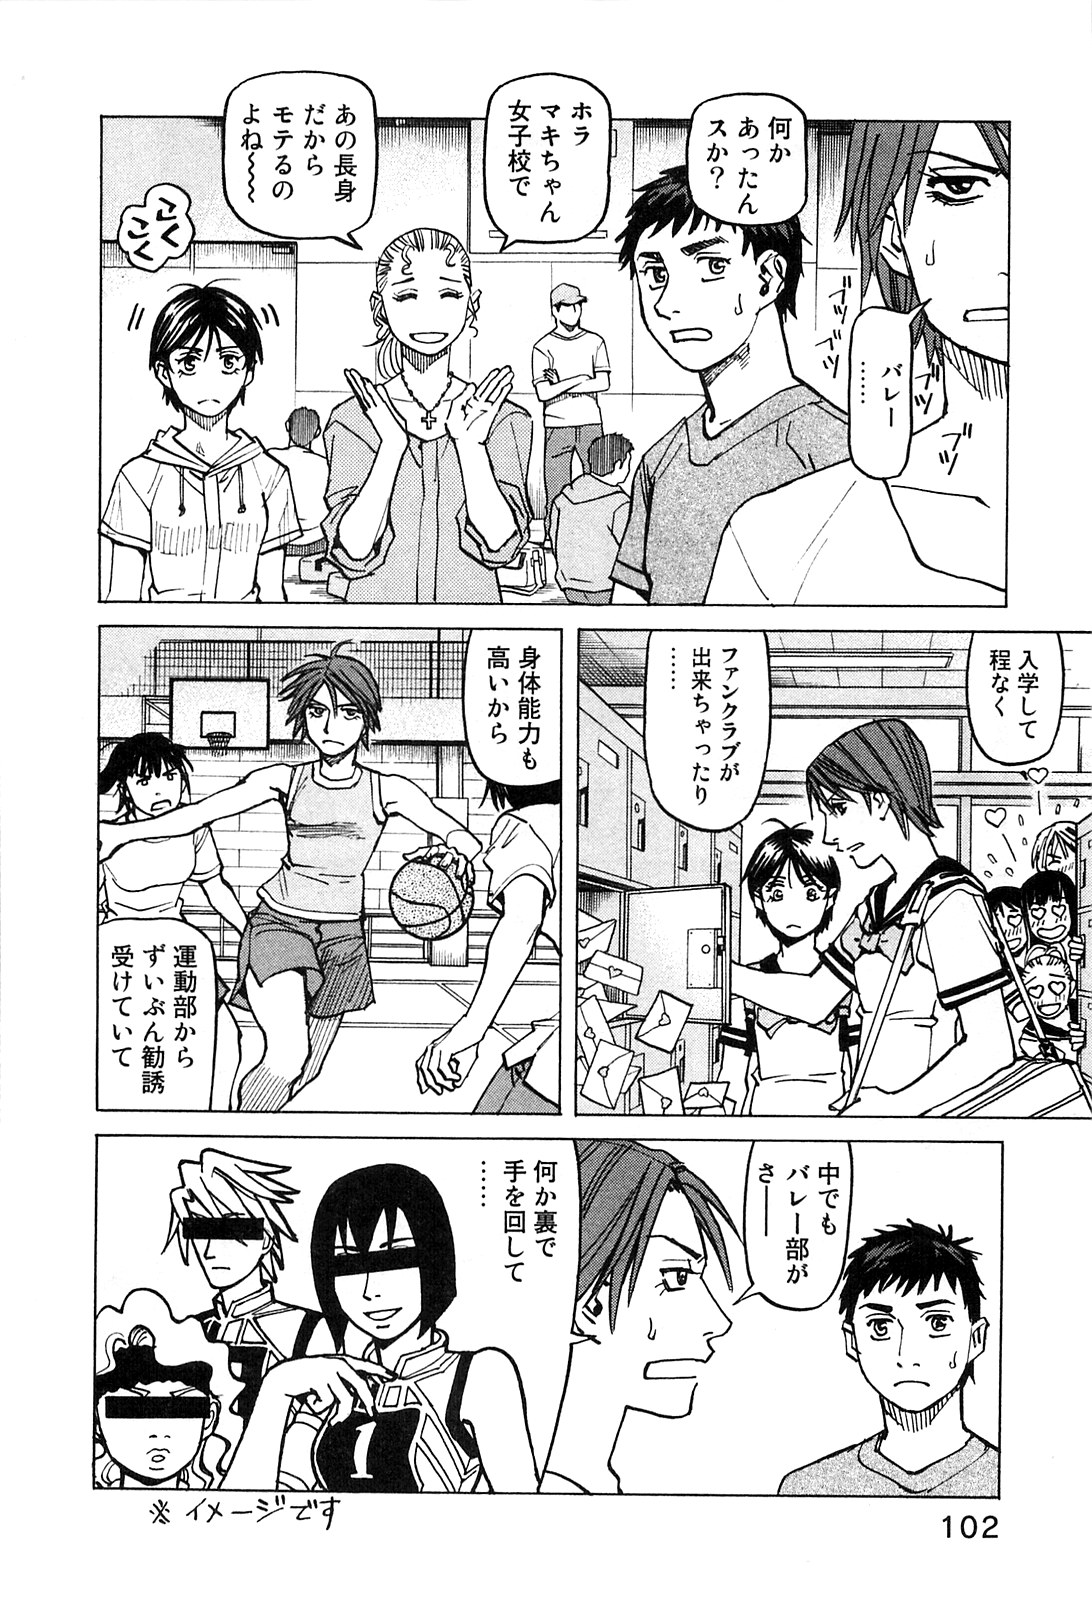 ……
バレー
ブツ
ブツ
ブツ
ブツ
何か
あったん
スか？
ホラ
マキちゃん
女子校で
あの長身
だから
モテるの
よね〜〜〜
こく
こく
入学して
程なく
ファンクラブが
出来ちゃったり
……
身体能力も
高いから
運動部から
ずいぶん勧誘
受けていて
中でも
バレー部が
さ――
何か裏で
手を回して
……
1
※イメージです
102